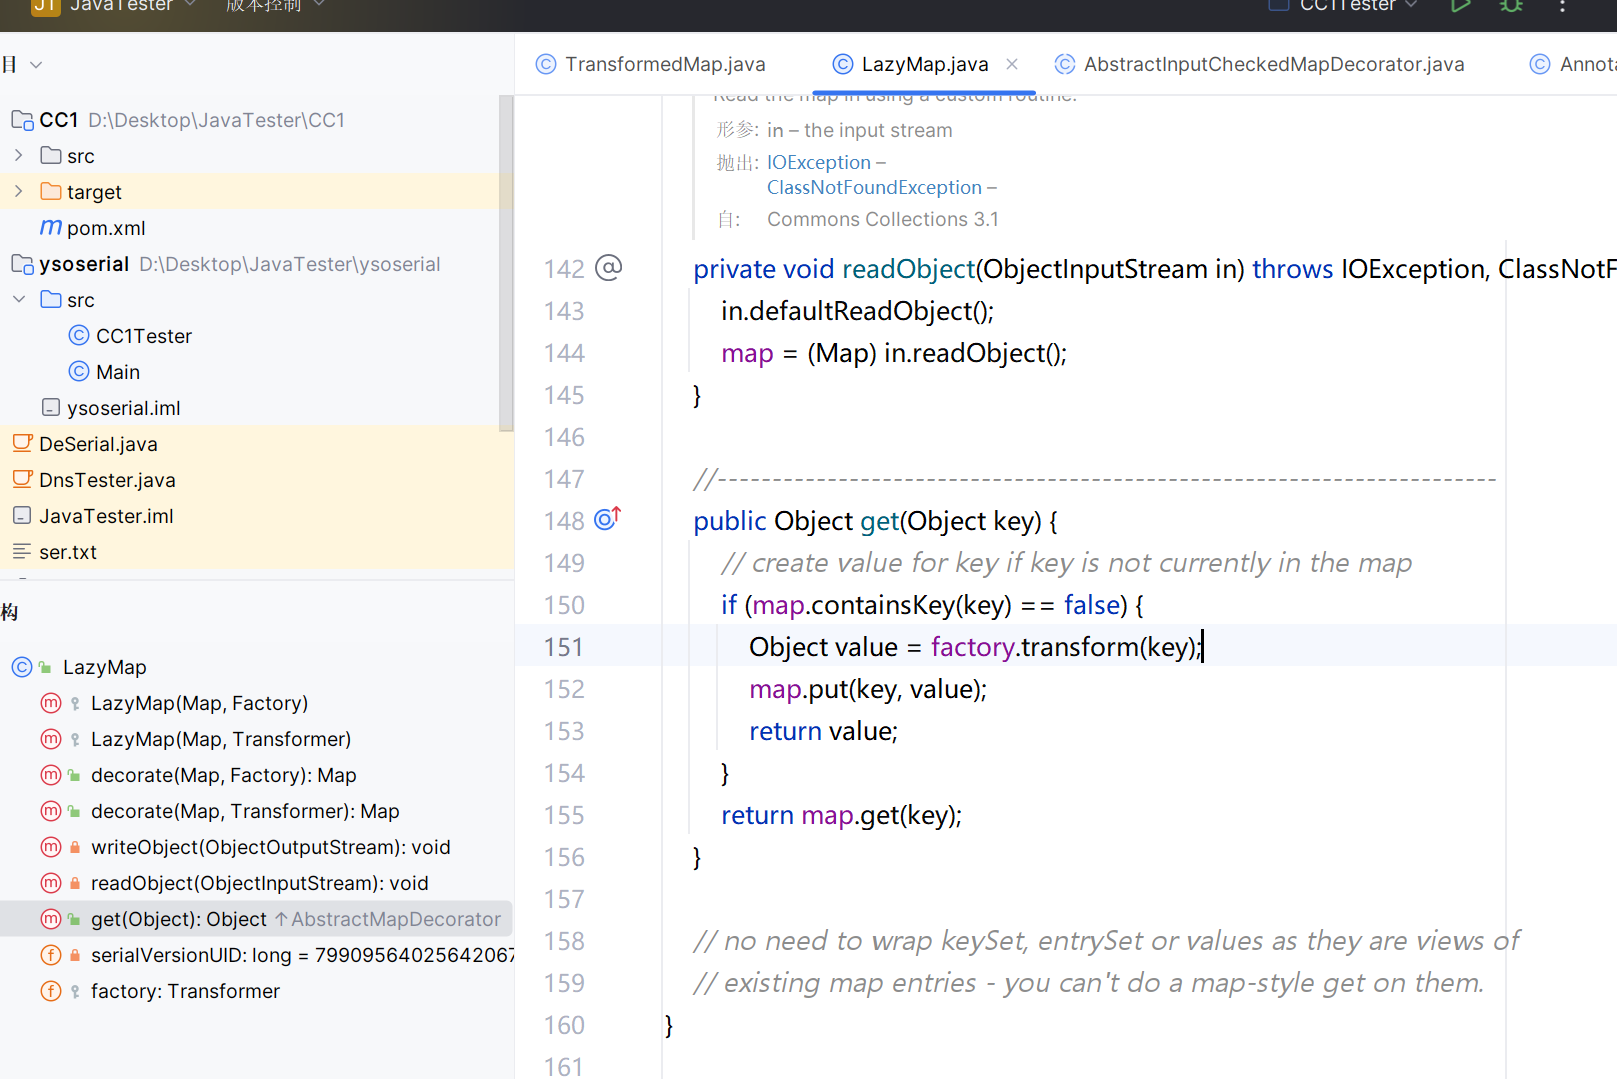 JT JavaTester 版本控制 CC1Tester
目
TransformedMap.java LazyMap.java AbstractInputCheckedMapDecorator.java Annota
CC1 D:\Desktop\JavaTester\CC1
src
target
m pom.xml
ysoserial D:\Desktop\JavaTester\ysoserial
src
CC1Tester
Main
ysoserial.iml
DeSerial.java
DnsTester.java
JavaTester.iml
ser.txt
构
LazyMap
LazyMap(Map, Factory)
LazyMap(Map, Transformer)
decorate(Map, Factory): Map
decorate(Map, Transformer): Map
writeObject(ObjectOutputStream): void
readObject(ObjectInputStream): void
get(Object): Object ↑AbstractMapDecorator
serialVersionUID: long = 79909564025642067
factory: Transformer
Read the map in using a custom routine.
形参: in – the input stream
抛出: IOException –
ClassNotFoundException –
自: Commons Collections 3.1
142 private void readObject(ObjectInputStream in) throws IOException, ClassNotF
143 in.defaultReadObject();
144 map = (Map) in.readObject();
145 }
146
147 //-----------------------------------------------------------------------
148 public Object get(Object key) {
149 // create value for key if key is not currently in the map
150 if (map.containsKey(key) == false) {
151 Object value = factory.transform(key);
152 map.put(key, value);
153 return value;
154 }
155 return map.get(key);
156 }
157
158 // no need to wrap keySet, entrySet or values as they are views of
159 // existing map entries - you can't do a map-style get on them.
160 }
161